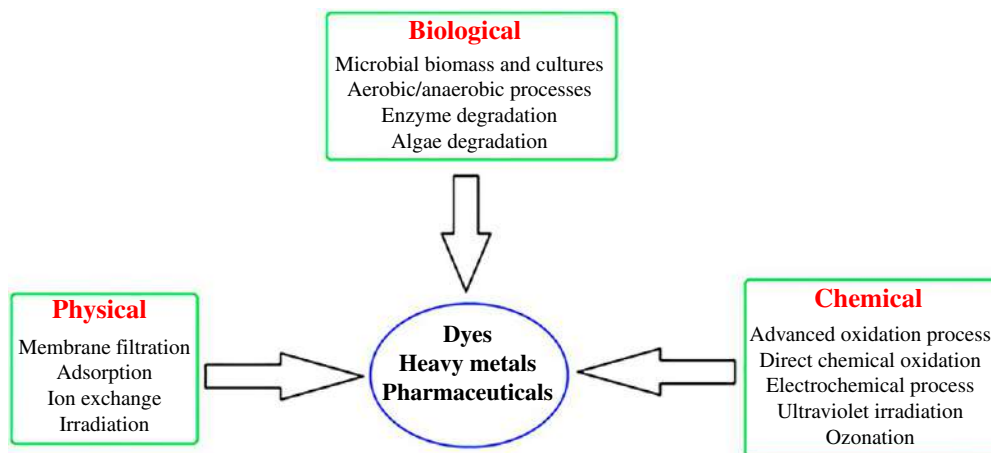 Biological
Microbial biomass and cultures
Aerobic/anaerobic processes
Enzyme degradation
Algae degradation
Physical
Membrane filtration
Adsorption
Ion exchange
Irradiation
Dyes
Heavy metals
Pharmaceuticals
Chemical
Advanced oxidation process
Direct chemical oxidation
Electrochemical process
Ultraviolet irradiation
Ozonation